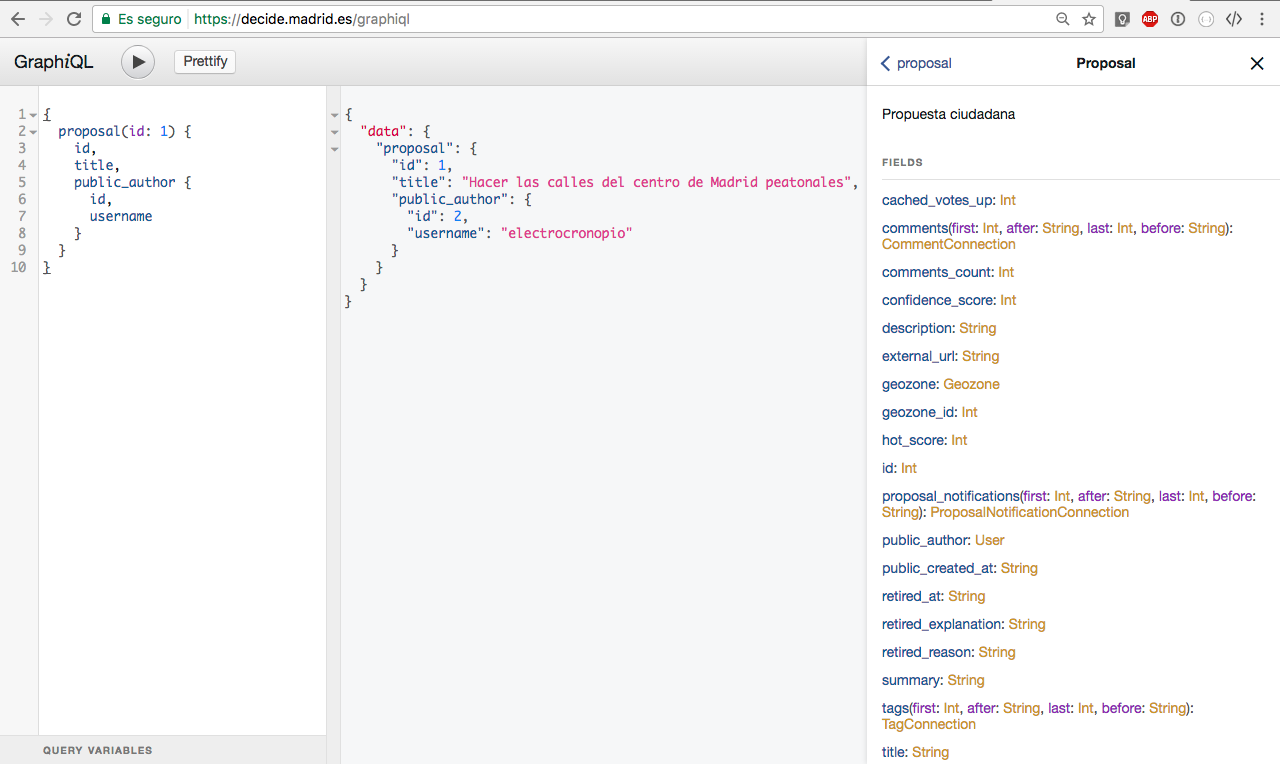 Es seguro https://decide.madrid.es/graphiql
ABP
GraphiQL
Prettify
1 {
2 proposal(id: 1) {
3 id,
4 title,
5 public_author {
6 id,
7 username
8 }
9 }
10 }
QUERY VARIABLES
{
"data": {
"proposal": {
"id": 1,
"title": "Hacer las calles del centro de Madrid peatonales",
"public_author": {
"id": 2,
"username": "electrocronopio"
}
}
}
}
proposal
Proposal
Propuesta ciudadana
FIELDS
cached_votes_up: Int
comments(first: Int, after: String, last: Int, before: String):
CommentConnection
comments_count: Int
confidence_score: Int
description: String
external_url: String
geozone: Geozone
geozone_id: Int
hot_score: Int
id: Int
proposal_notifications(first: Int, after: String, last: Int, before:
String): ProposalNotificationConnection
public_author: User
public_created_at: String
retired_at: String
retired_explanation: String
retired_reason: String
summary: String
tags(first: Int, after: String, last: Int, before: String):
TagConnection
title: String